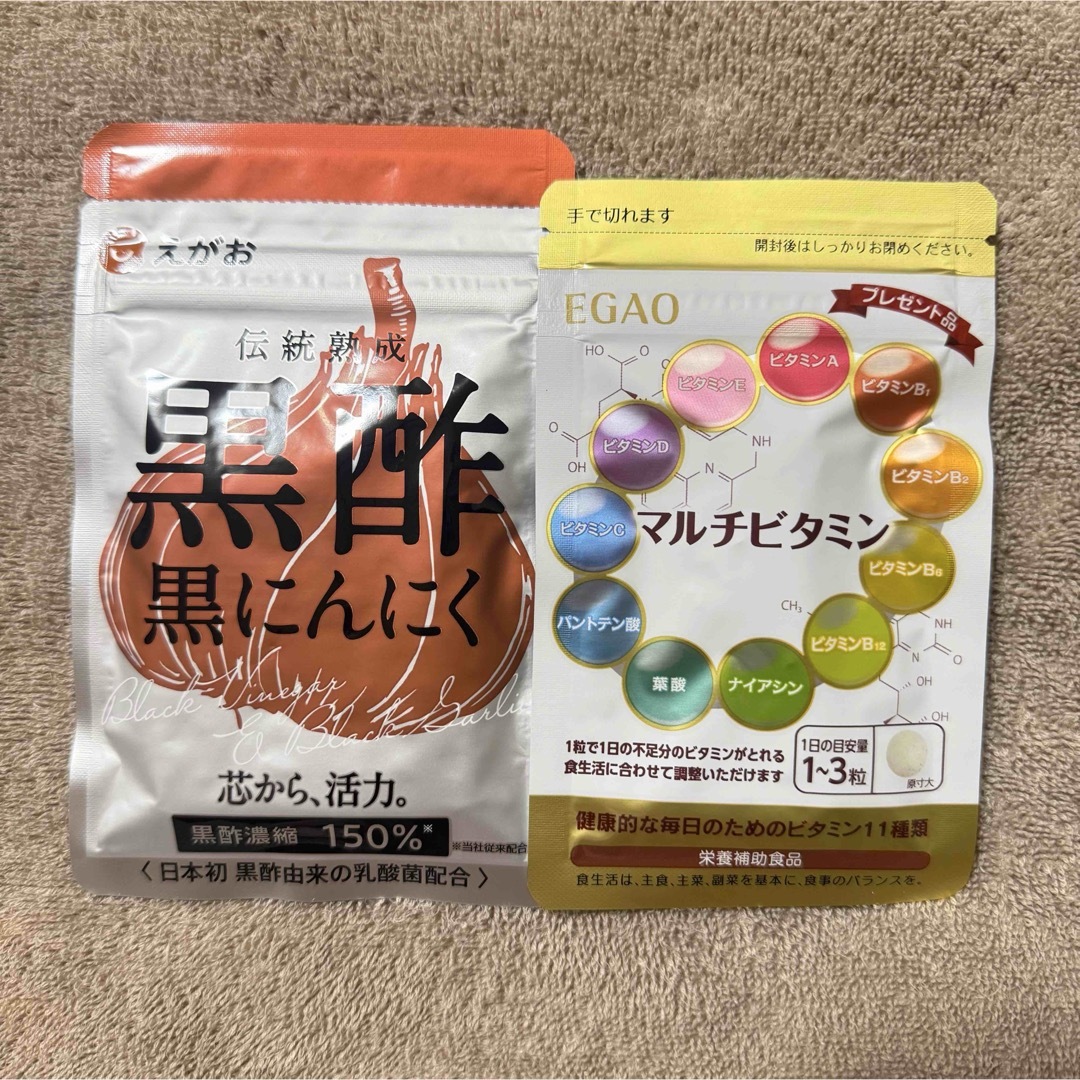 えがお
伝統熟成
黒酢
黒にんにく
Black Vinegar
& Black Garlic
芯から、活力。
黒酢濃縮 150%※
※当社従来配合
〈日本初 黒酢由来の乳酸菌配合〉
手で切れます
開封後はしっかりお閉めください。
EGAO
プレゼント品
ビタミンA
ビタミンB1
ビタミンB2
ビタミンB6
ビタミンB12
ナイアシン
葉酸
パントテン酸
ビタミンC
ビタミンD
ビタミンE
マルチビタミン
HO
O
O
OH
NH
N
CH3
NH
N
O
OH
OH
1粒で1日の不足分のビタミンがとれる
食生活に合わせて調整いただけます
1日の目安量
1~3粒
原寸大
健康的な毎日のためのビタミン11種類
栄養補助食品
食生活は、主食、主菜、副菜を基本に、食事のバランスを。